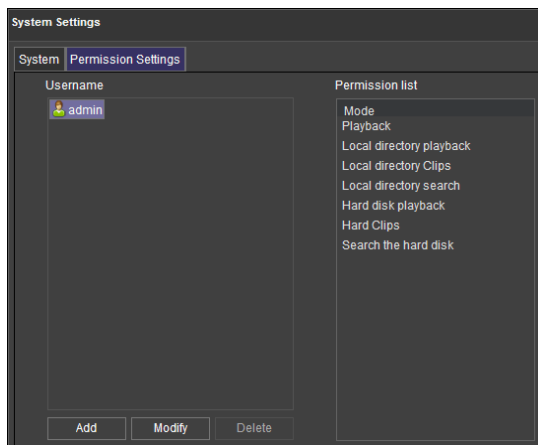 System Settings
System Permission Settings
Username
admin
Permission list
Mode
Playback
Local directory playback
Local directory Clips
Local directory search
Hard disk playback
Hard Clips
Search the hard disk
Add Modify Delete